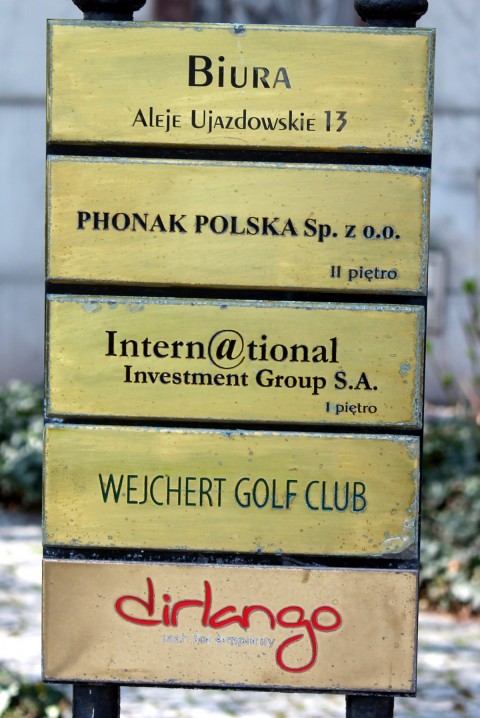 Biura
Aleje Ujazdowskie 13
PHONAK POLSKA Sp. z o.o.
II piętro
Intern@tional
Investment Group S.A.
I piętro
WEJCHERT GOLF CLUB
dirlango